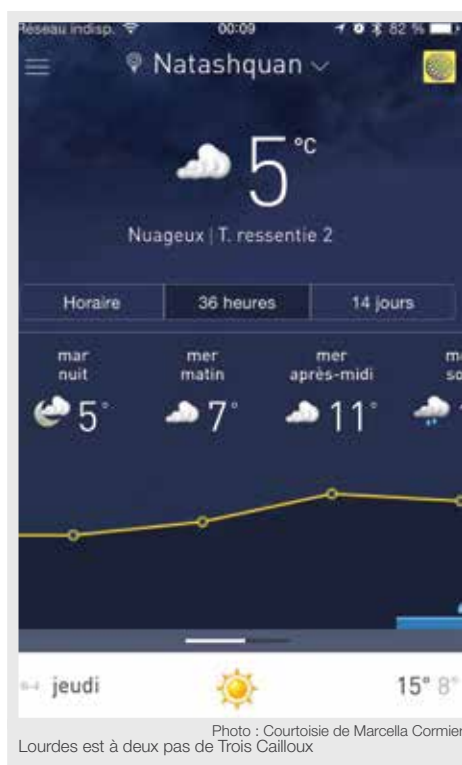 Réseau indisp. 00:09 82 %
Natashquan
5°C
Nuageux | T. ressentie 2
Horaire 36 heures 14 jours
mar mer mer
nuit matin après-midi
5° 7° 11°
jeudi 15° 8°
Photo : Courtoisie de Marcella Cormier
Lourdes est à deux pas de Trois Cailloux